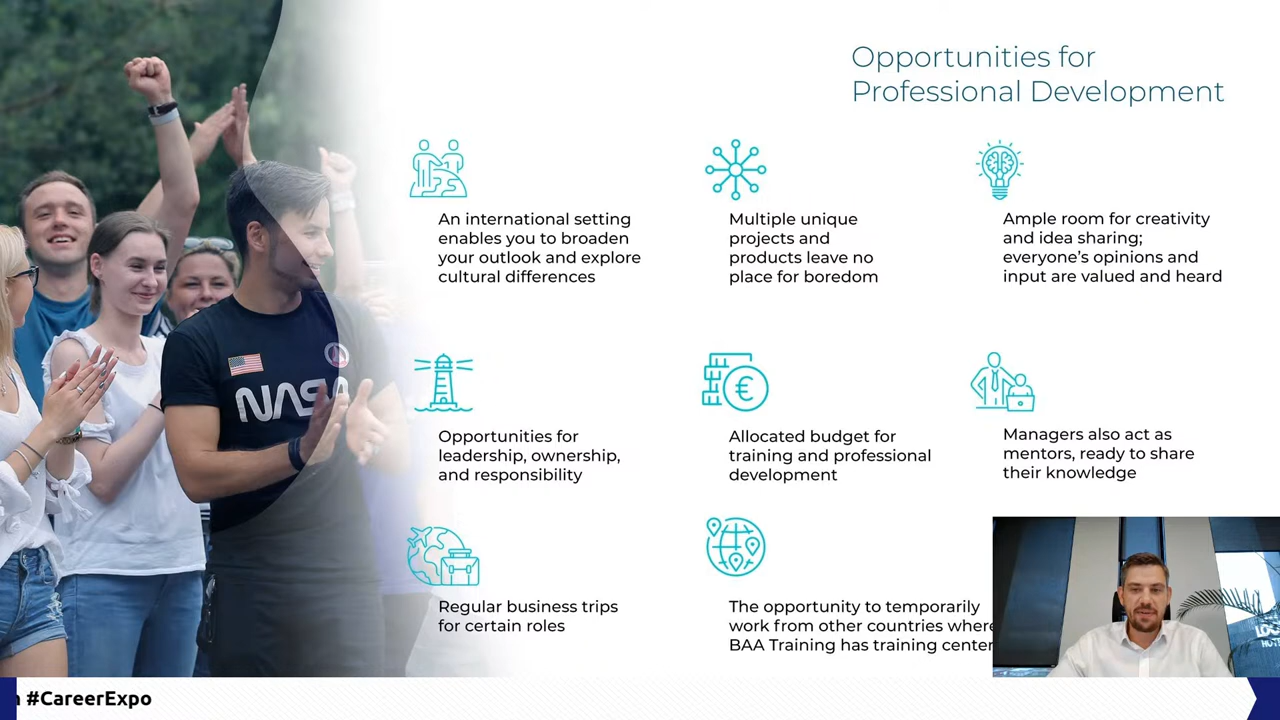 Opportunities for
Professional Development
An international setting
enables you to broaden
your outlook and explore
cultural differences
Multiple unique
projects and
products leave no
place for boredom
Ample room for creativity
and idea sharing;
everyone's opinions and
input are valued and heard
NASA
Opportunities for
leadership, ownership,
and responsibility
€
Allocated budget for
training and professional
development
Managers also act as
mentors, ready to share
their knowledge
Regular business trips
for certain roles
The opportunity to temporarily
work from other countries where
BAA Training has training center
#CareerExpo